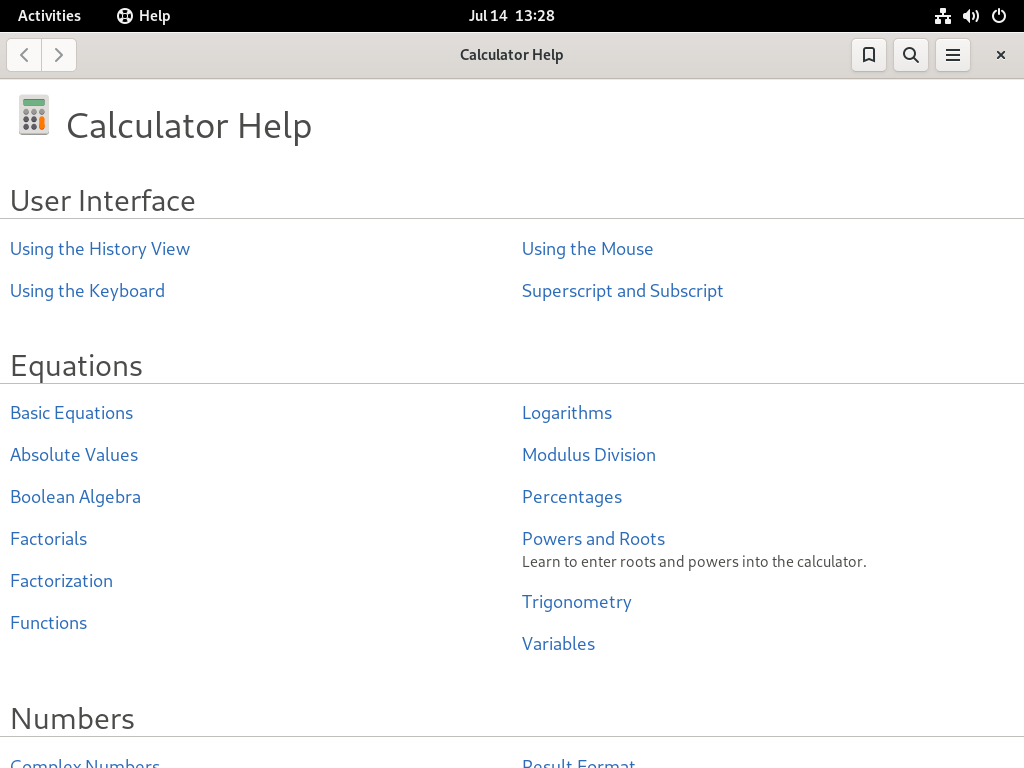 Activities
Help
Jul 14  13:28
Calculator Help
Calculator Help
User Interface
Using the History View
Using the Mouse
Using the Keyboard
Superscript and Subscript
Equations
Basic Equations
Absolute Values
Boolean Algebra
Factorials
Factorization
Functions
Logarithms
Modulus Division
Percentages
Powers and Roots
Learn to enter roots and powers into the calculator.
Trigonometry
Variables
Numbers
Complex Numbers
Result Format